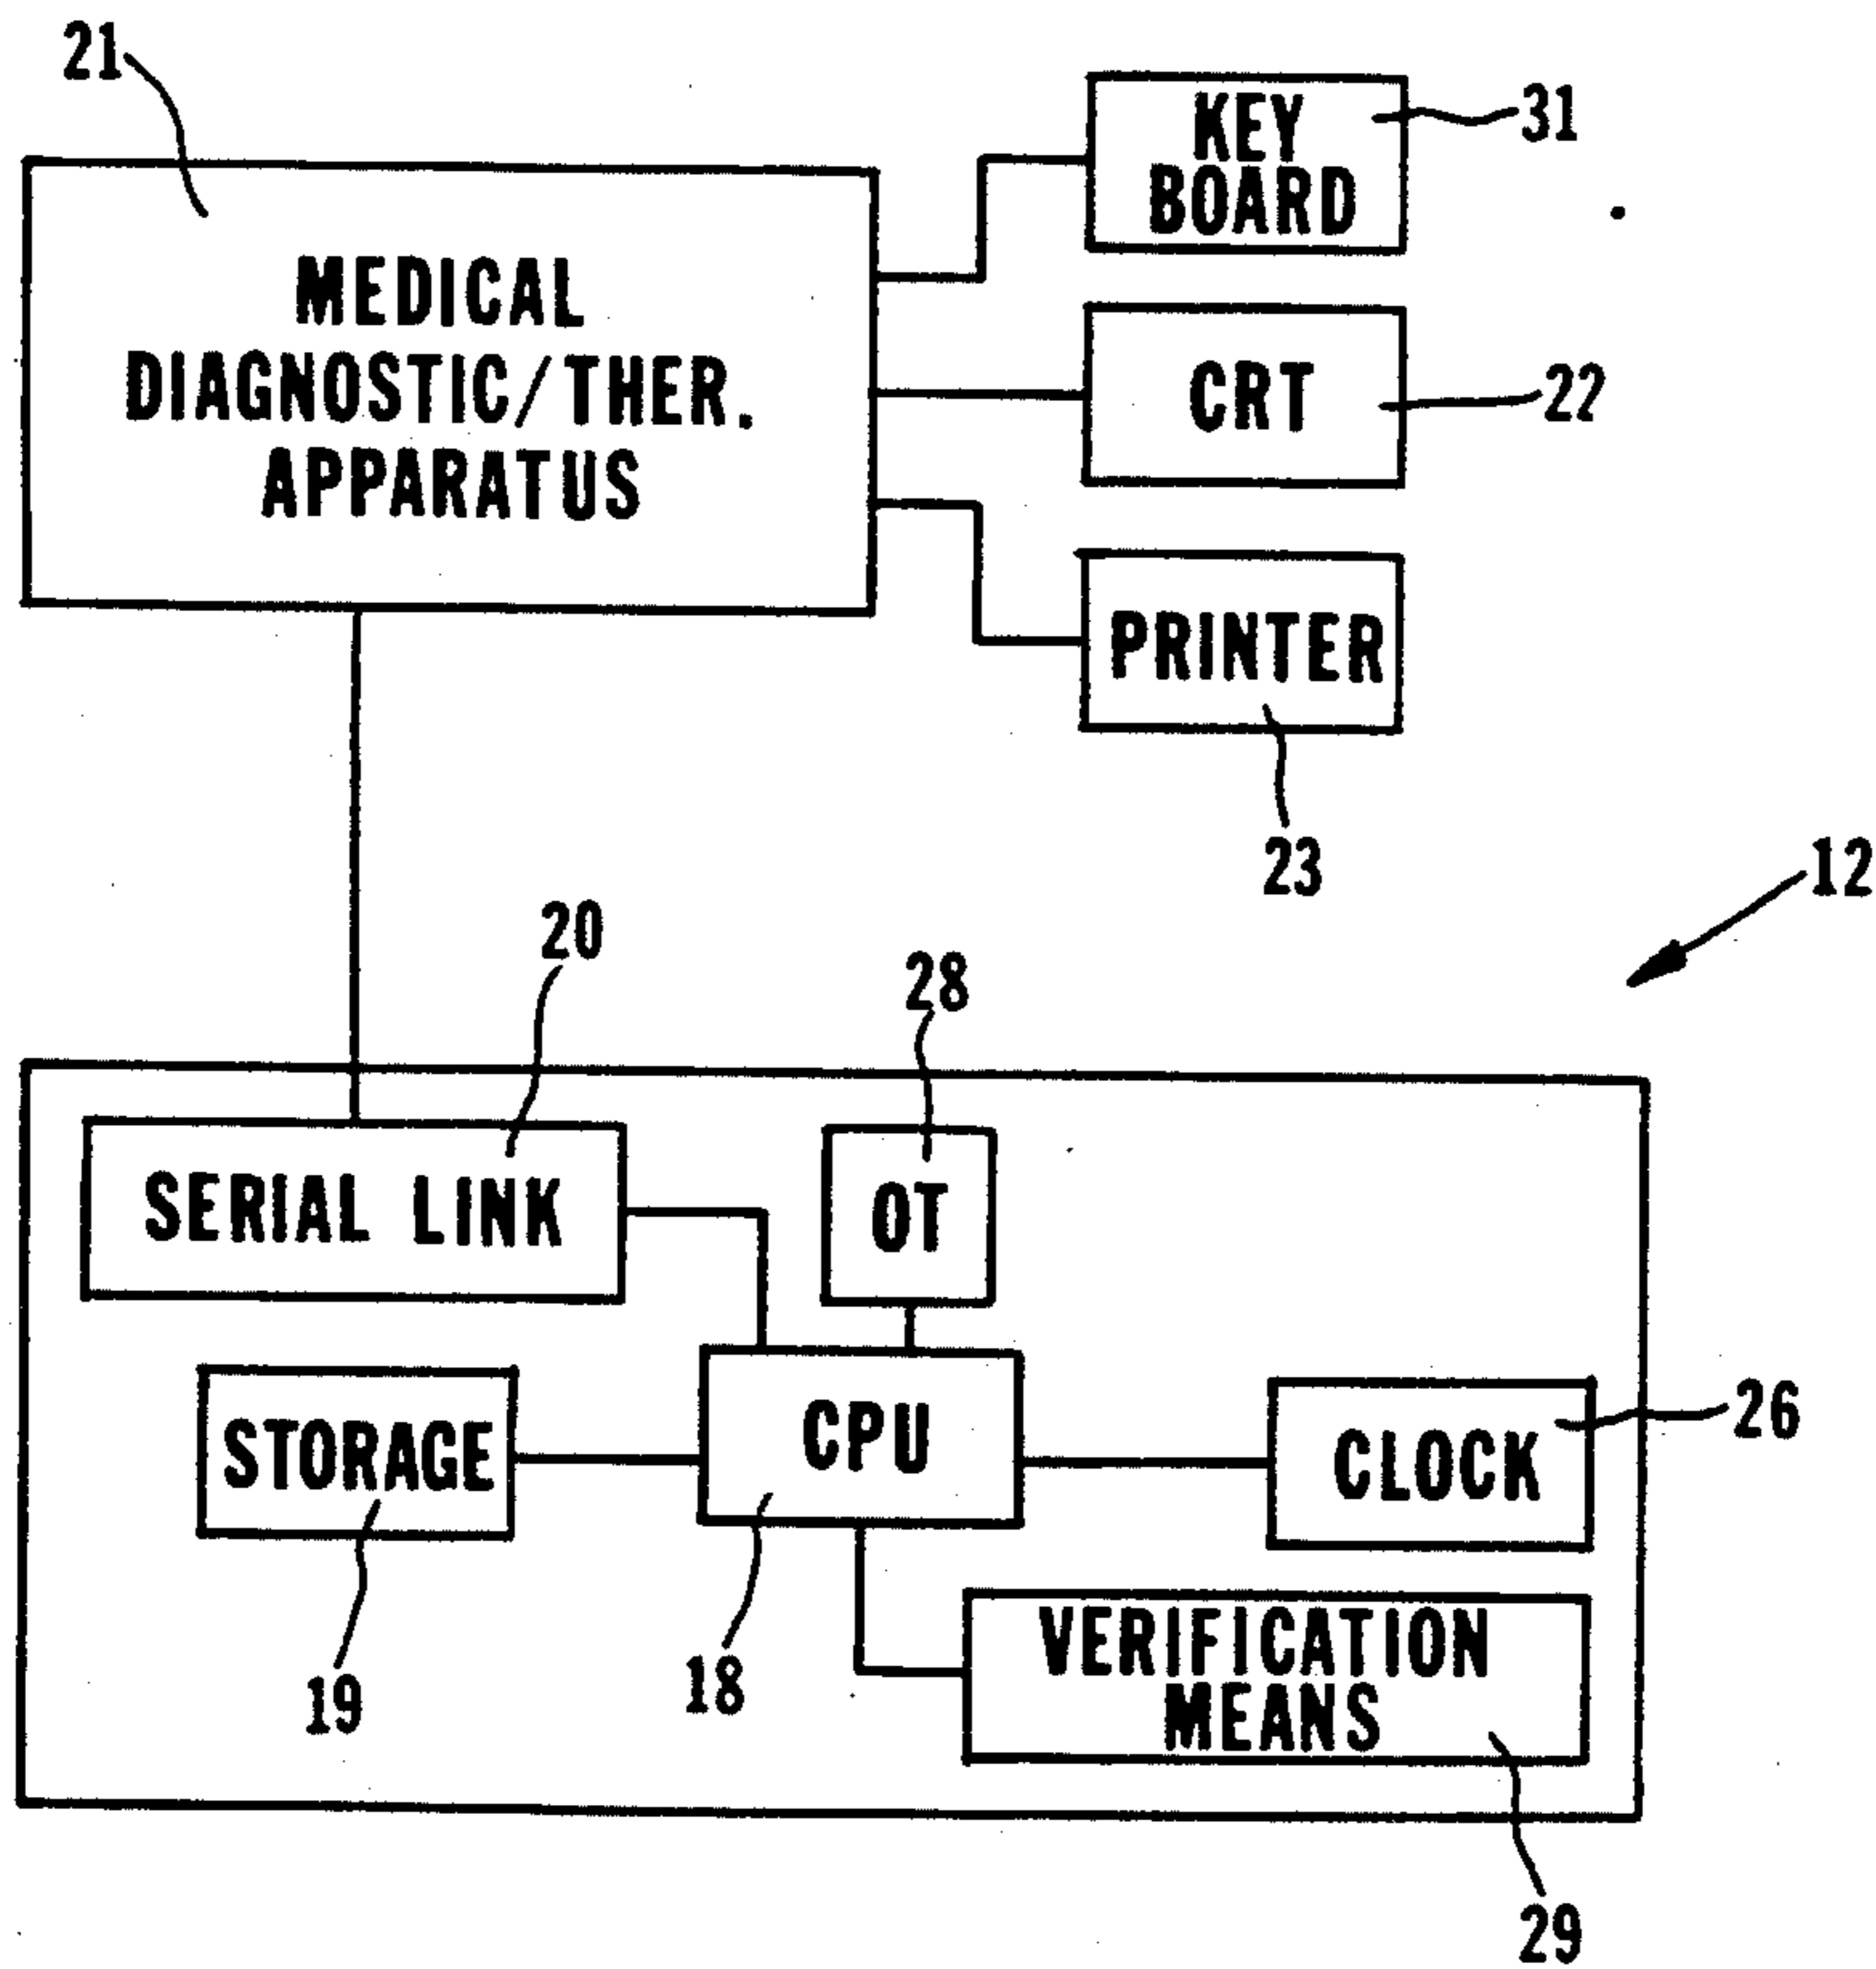 21
KEY
BOARD
31
MEDICAL
DIAGNOSTIC/THER.
APPARATUS
CRT
22
PRINTER
23
12
20
28
SERIAL LINK
OT
STORAGE
CPU
CLOCK
26
19
18
VERIFICATION
MEANS
29